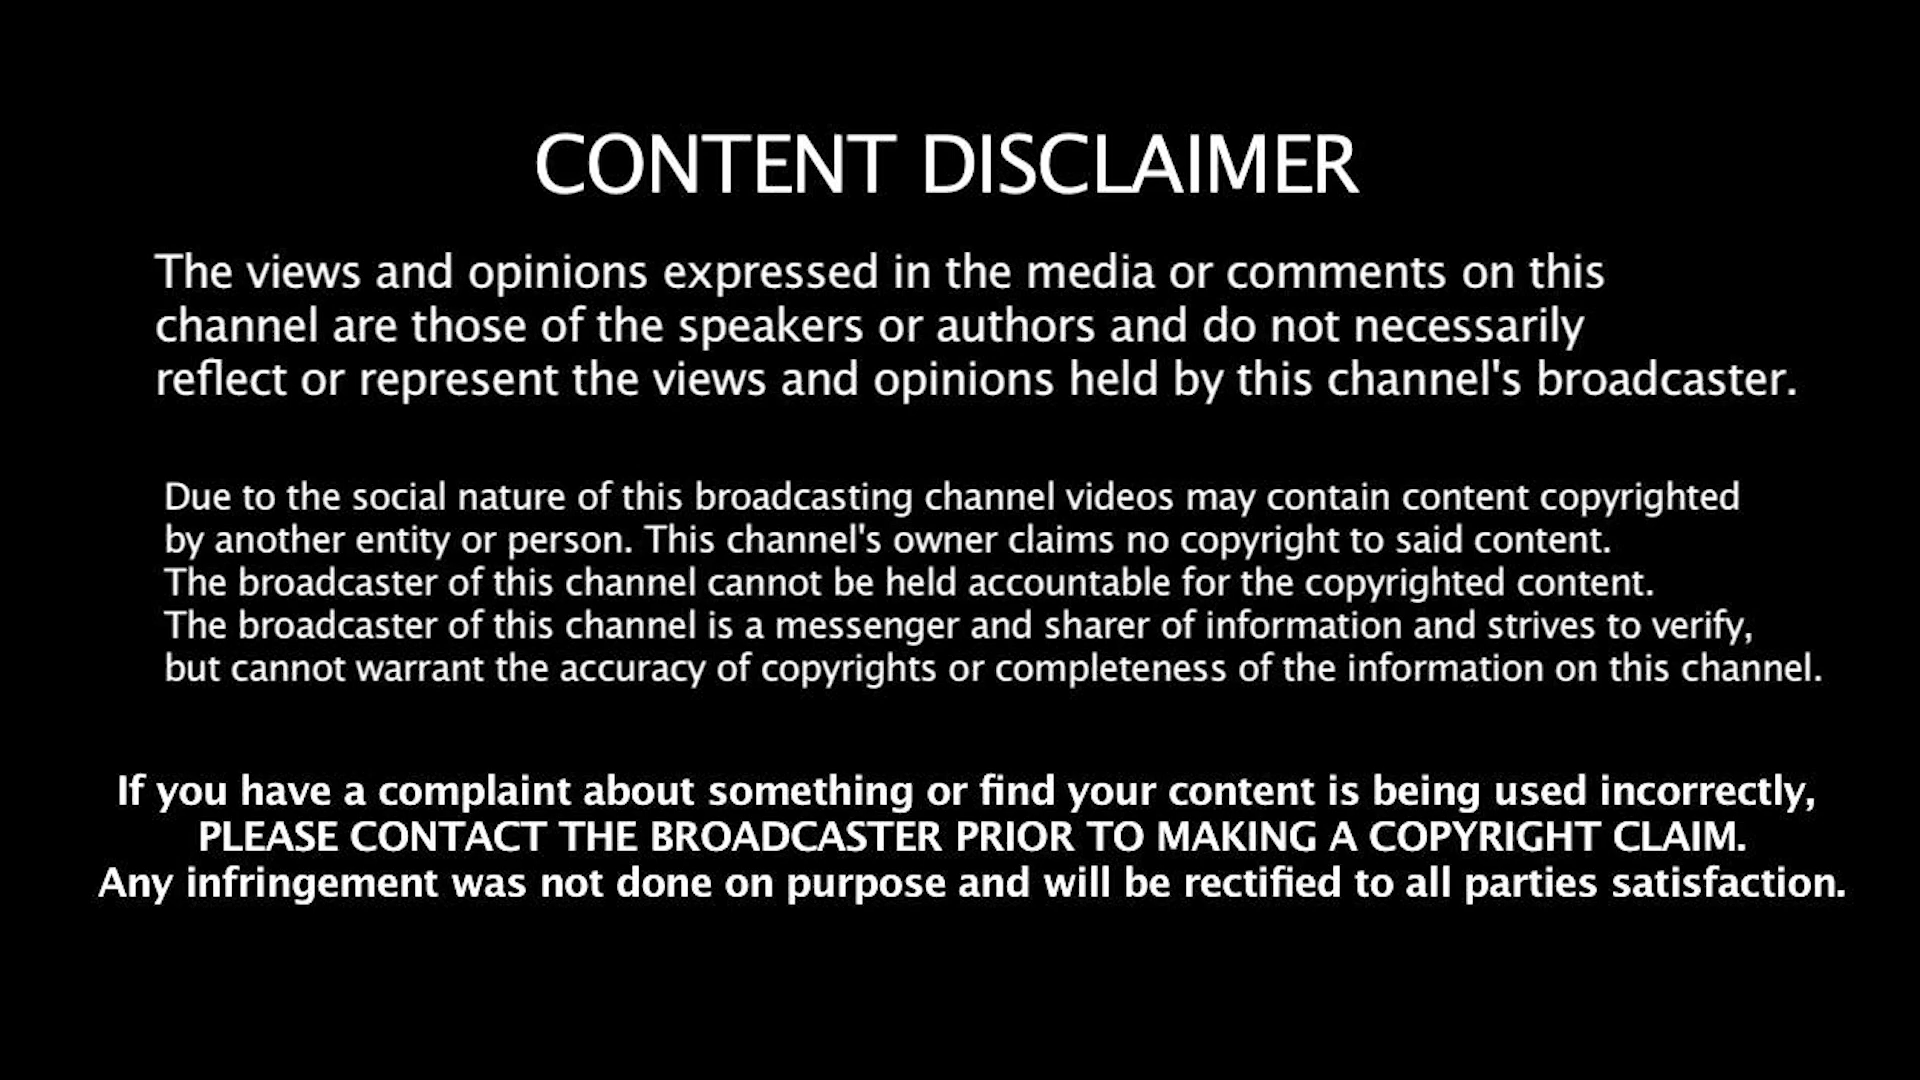 CONTENT DISCLAIMER
The views and opinions expressed in the media or comments on this
channel are those of the speakers or authors and do not necessarily
reflect or represent the views and opinions held by this channel's broadcaster.
Due to the social nature of this broadcasting channel videos may contain content copyrighted
by another entity or person. This channel's owner claims no copyright to said content.
The broadcaster of this channel cannot be held accountable for the copyrighted content.
The broadcaster of this channel is a messenger and sharer of information and strives to verify,
but cannot warrant the accuracy of copyrights or completeness of the information on this channel.
If you have a complaint about something or find your content is being used incorrectly,
PLEASE CONTACT THE BROADCASTER PRIOR TO MAKING A COPYRIGHT CLAIM.
Any infringement was not done on purpose and will be rectified to all parties satisfaction.